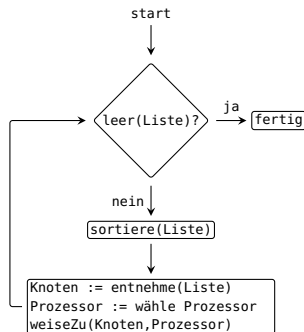 start
leer(Liste)?
ja
fertig
nein
sortiere(Liste)
Knoten := entnehme(Liste)
Prozessor := wähle Prozessor
weiseZu(Knoten,Prozessor)